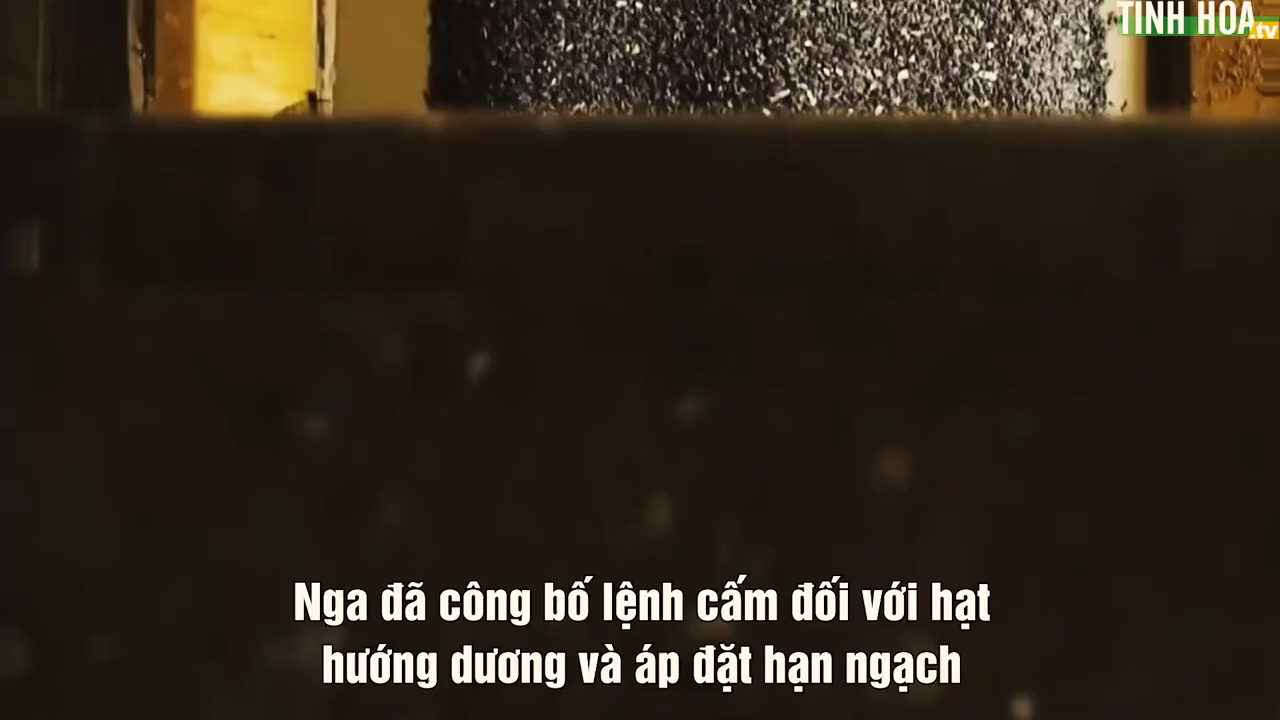 TINH HOA
.tv
Nga đã công bố lệnh cấm đối với hạt
hướng dương và áp đặt hạn ngạch